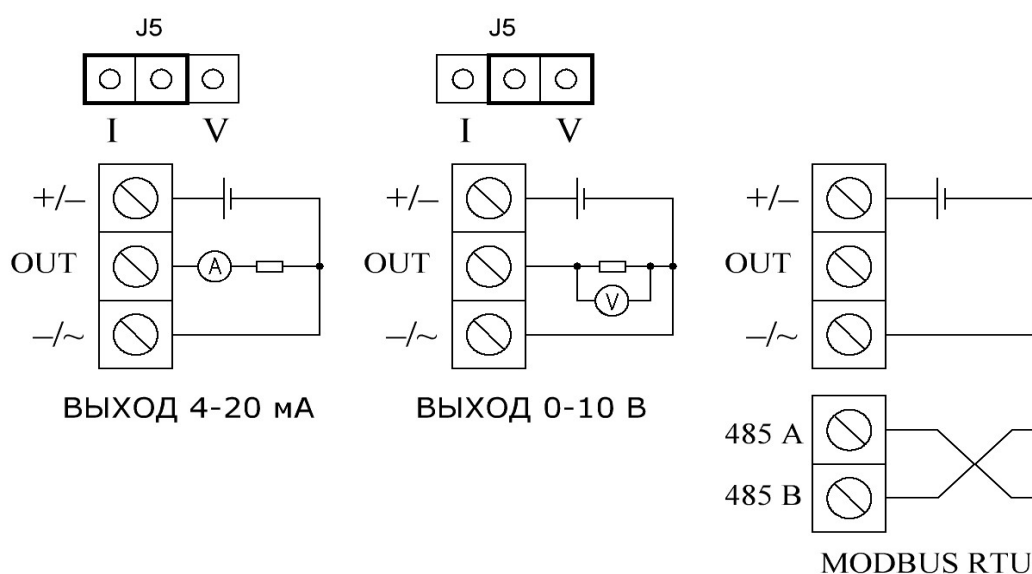 J5
I V
+/–
A
OUT
–/~
ВЫХОД 4-20 мА
J5
I V
+/–
OUT
V
–/~
ВЫХОД 0-10 В
+/–
OUT
–/~
485 A
485 B
MODBUS RTU